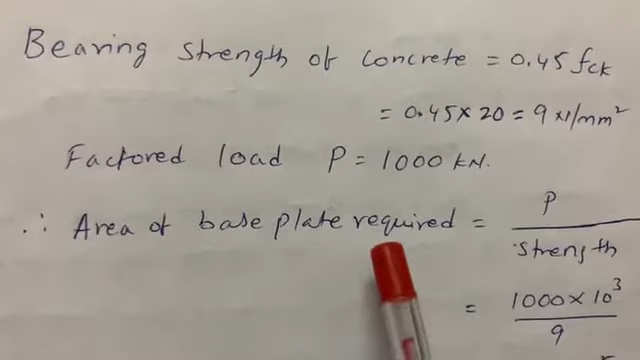 Bearing strength of concrete = 0.45 fck
= 0.45 × 20 = 9 N/mm²
Factored load P = 1000 kN.
∴ Area of base plate required = P / strength
= 1000 × 10³ / 9